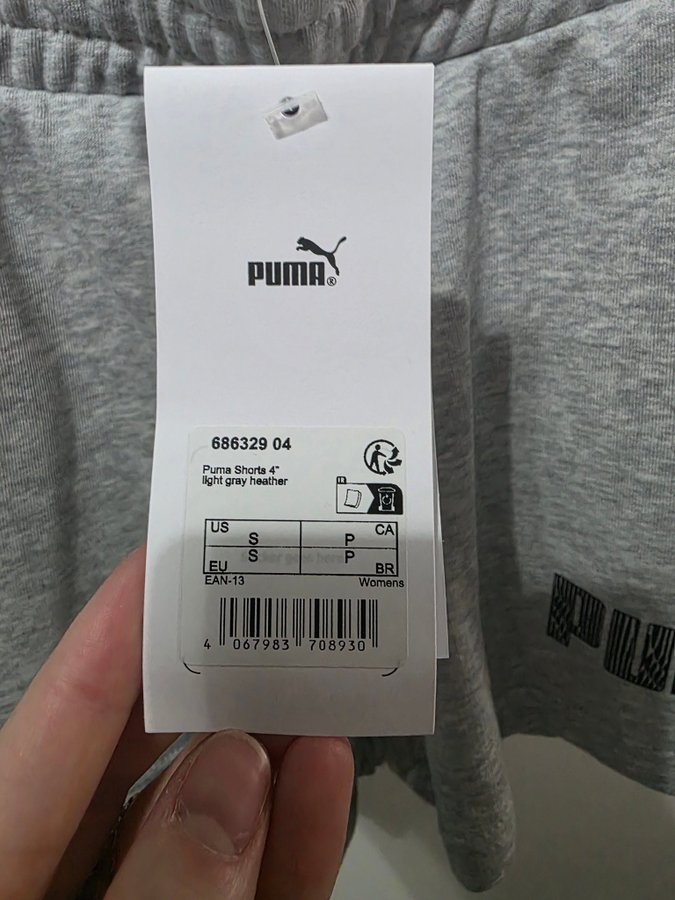 PUMA®
686329 04
Puma Shorts 4"
light gray heather
FR
US S P CA
EU S P BR
EAN-13 Womens
4 067983 708930